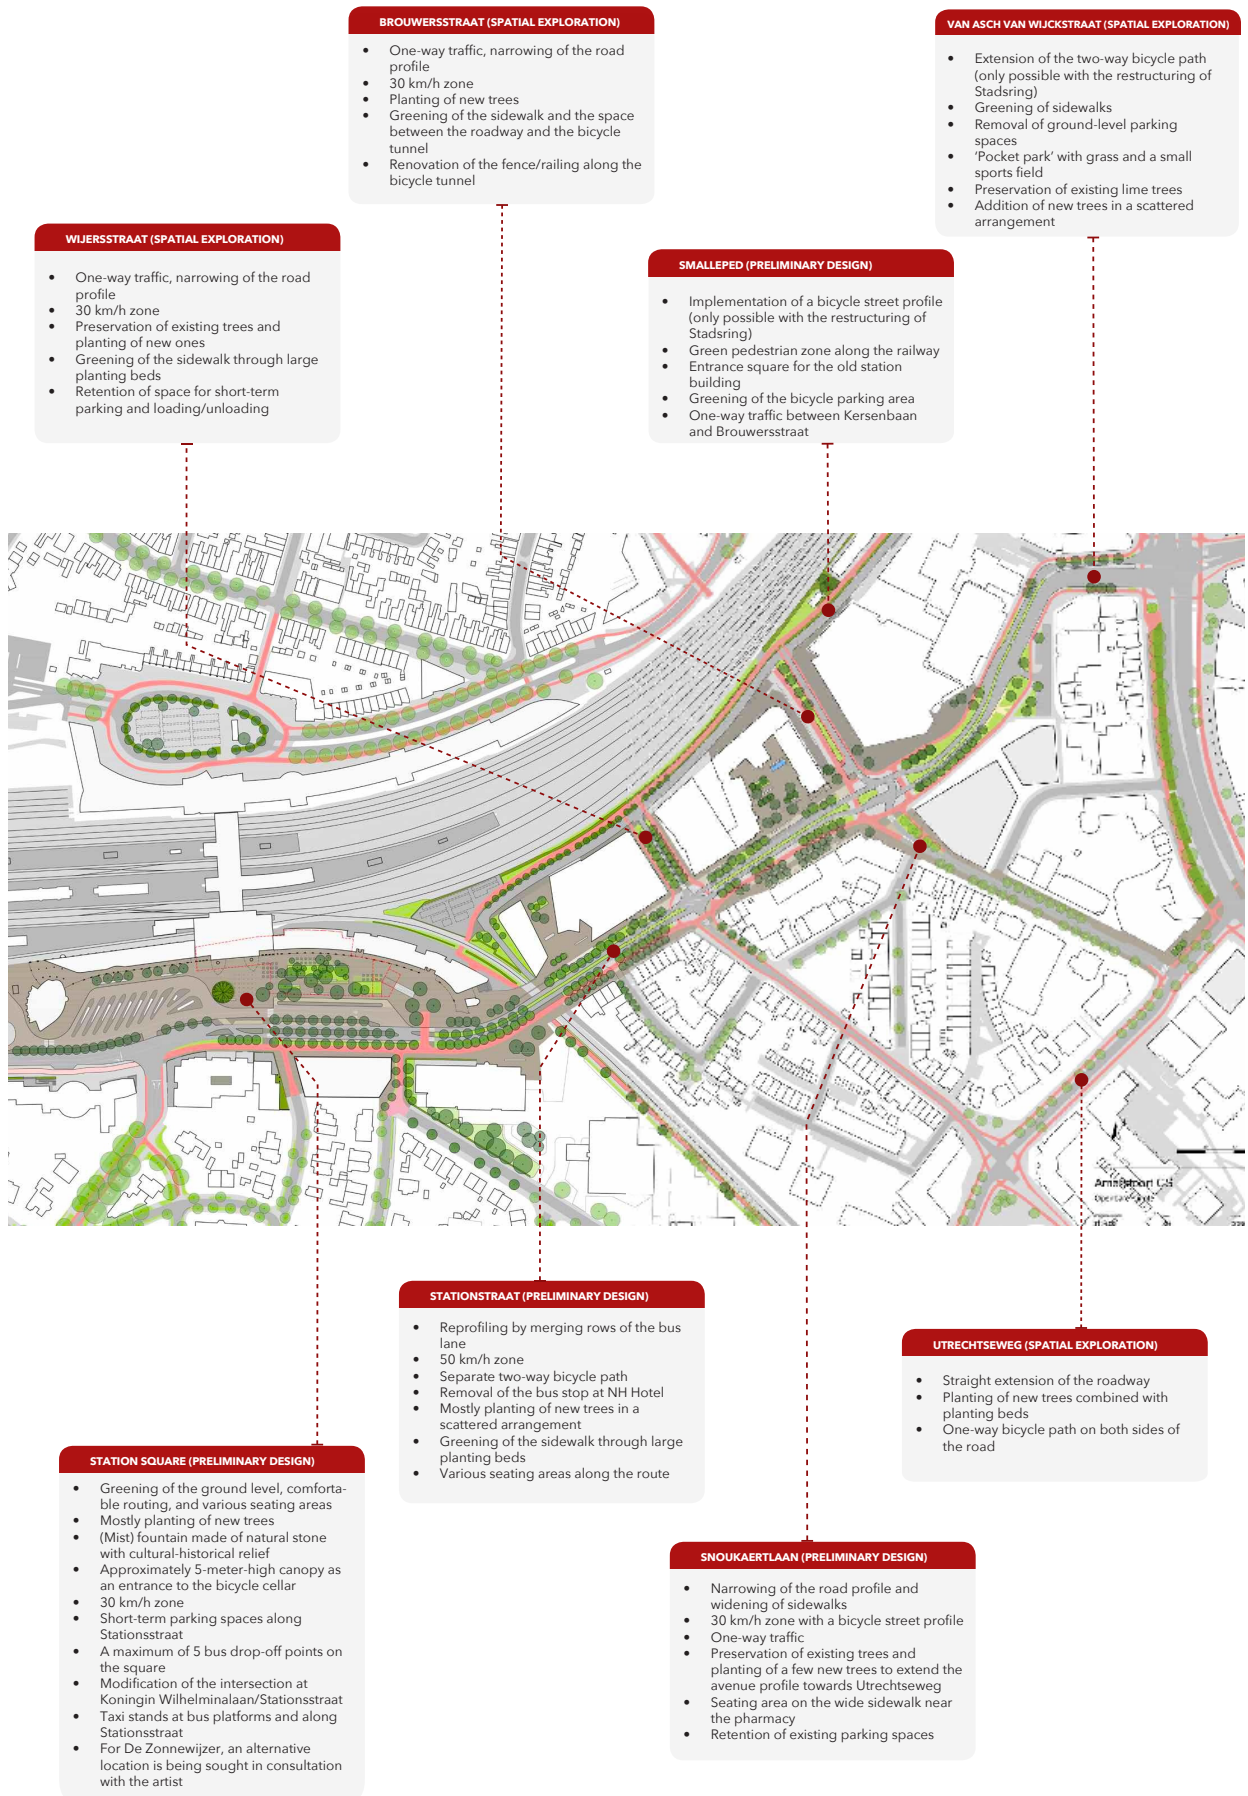 BROUWERSSTRAAT (SPATIAL EXPLORATION)
• One-way traffic, narrowing of the road
profile
• 30 km/h zone
• Planting of new trees
• Greening of the sidewalk and the space
between the roadway and the bicycle
tunnel
• Renovation of the fence/railing along the
bicycle tunnel
VAN ASCH VAN WIJCKSTRAAT (SPATIAL EXPLORATION)
• Extension of the two-way bicycle path
(only possible with the restructuring of
Stadsring)
• Greening of sidewalks
• Removal of ground-level parking
spaces
• ‘Pocket park’ with grass and a small
sports field
• Preservation of existing lime trees
• Addition of new trees in a scattered
arrangement
WIJERSSTRAAT (SPATIAL EXPLORATION)
• One-way traffic, narrowing of the road
profile
• 30 km/h zone
• Preservation of existing trees and
planting of new ones
• Greening of the sidewalk through large
planting beds
• Retention of space for short-term
parking and loading/unloading
SMALLEPED (PRELIMINARY DESIGN)
• Implementation of a bicycle street profile
(only possible with the restructuring of
Stadsring)
• Green pedestrian zone along the railway
• Entrance square for the old station
building
• Greening of the bicycle parking area
• One-way traffic between Kersenbaan
and Brouwersstraat
STATIONSTRAAT (PRELIMINARY DESIGN)
• Reprofiling by merging rows of the bus
lane
• 50 km/h zone
• Separate two-way bicycle path
• Removal of the bus stop at NH Hotel
• Mostly planting of new trees in a
scattered arrangement
• Greening of the sidewalk through large
planting beds
• Various seating areas along the route
UTRECHTSEWEG (SPATIAL EXPLORATION)
• Straight extension of the roadway
• Planting of new trees combined with
planting beds
• One-way bicycle path on both sides of
the road
STATION SQUARE (PRELIMINARY DESIGN)
• Greening of the ground level, comforta-
ble routing, and various seating areas
• Mostly planting of new trees
• (Mist) fountain made of natural stone
with cultural-historical relief
• Approximately 5-meter-high canopy as
an entrance to the bicycle cellar
• 30 km/h zone
• Short-term parking spaces along
Stationsstraat
• A maximum of 5 bus drop-off points on
the square
• Modification of the intersection at
Koningin Wilhelminalaan/Stationsstraat
• Taxi stands at bus platforms and along
Stationsstraat
• For De Zonnewijzer, an alternative
location is being sought in consultation
with the artist
SNOUKAERTLAAN (PRELIMINARY DESIGN)
• Narrowing of the road profile and
widening of sidewalks
• 30 km/h zone with a bicycle street profile
• One-way traffic
• Preservation of existing trees and
planting of a few new trees to extend the
avenue profile towards Utrechtseweg
• Seating area on the wide sidewalk near
the pharmacy
• Retention of existing parking spaces